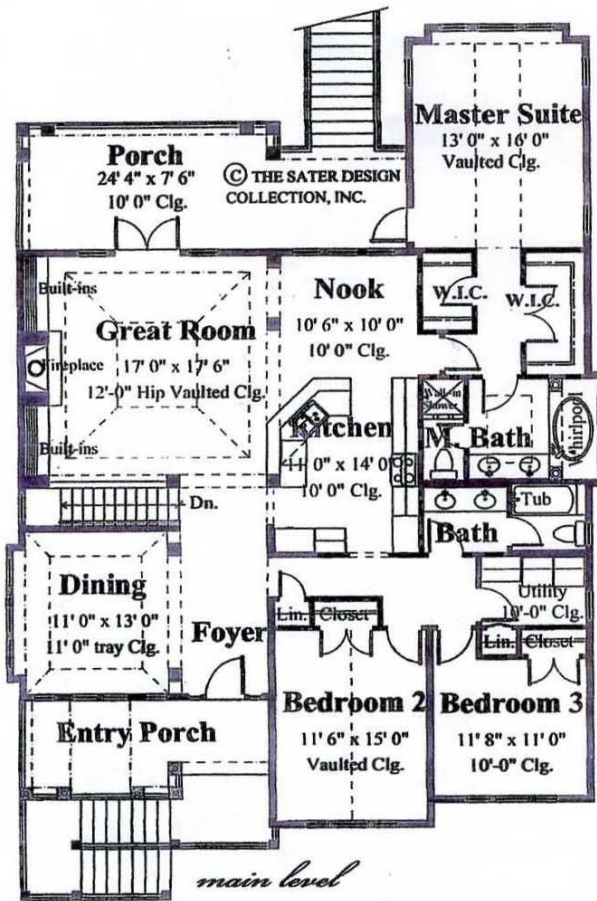 Master Suite
13' 0" x 16' 0"
Vaulted Clg.
Porch
24' 4" x 7' 6"
10' 0" Clg.
© THE SATER DESIGN
COLLECTION, INC.
Built-ins
Great Room
17' 0" x 17' 6"
12'-0" Hip Vaulted Clg.
Fireplace
Built-ins
Nook
10' 6" x 10' 0"
10' 0" Clg.
W.I.C.
W.I.C.
Walk-in
Shower
M. Bath
Whirlpool
Kitchen
11' 0" x 14' 0"
10' 0" Clg.
Dn.
Tub
Bath
Dining
11' 0" x 13' 0"
11' 0" tray Clg.
Foyer
Lin.
Closet
Utility
10'-0" Clg.
Lin.
Closet
Bedroom 2
11' 6" x 15' 0"
Vaulted Clg.
Bedroom 3
11' 8" x 11' 0"
10'-0" Clg.
Entry Porch
main level